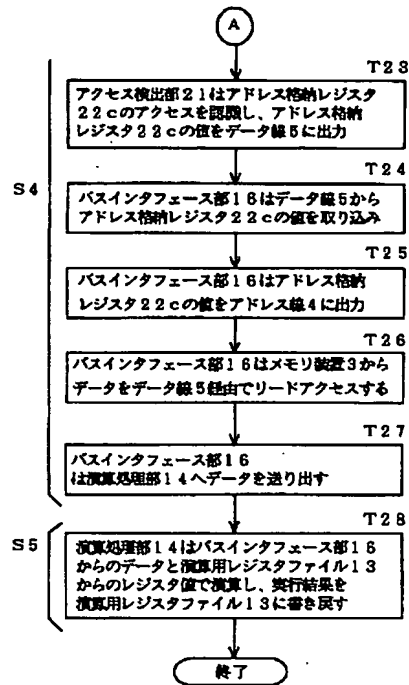 A
T23
アクセス検出部21はアドレス格納レジスタ
22cのアクセスを認識し、アドレス格納
レジスタ22cの値をデータ線5に出力
S4
T24
バスインタフェース部16はデータ線5から
アドレス格納レジスタ22cの値を取り込み
T25
バスインタフェース部16はアドレス格納
レジスタ22cの値をアドレス線4に出力
T26
バスインタフェース部16はメモリ装置3から
データをデータ線5経由でリードアクセスする
T27
バスインタフェース部16
は演算処理部14へデータを送り出す
T28
S5
演算処理部14はバスインタフェース部16
からのデータと演算用レジスタファイル13
からのレジスタ値で演算し、実行結果を
演算用レジスタファイル13に書き戻す
終了